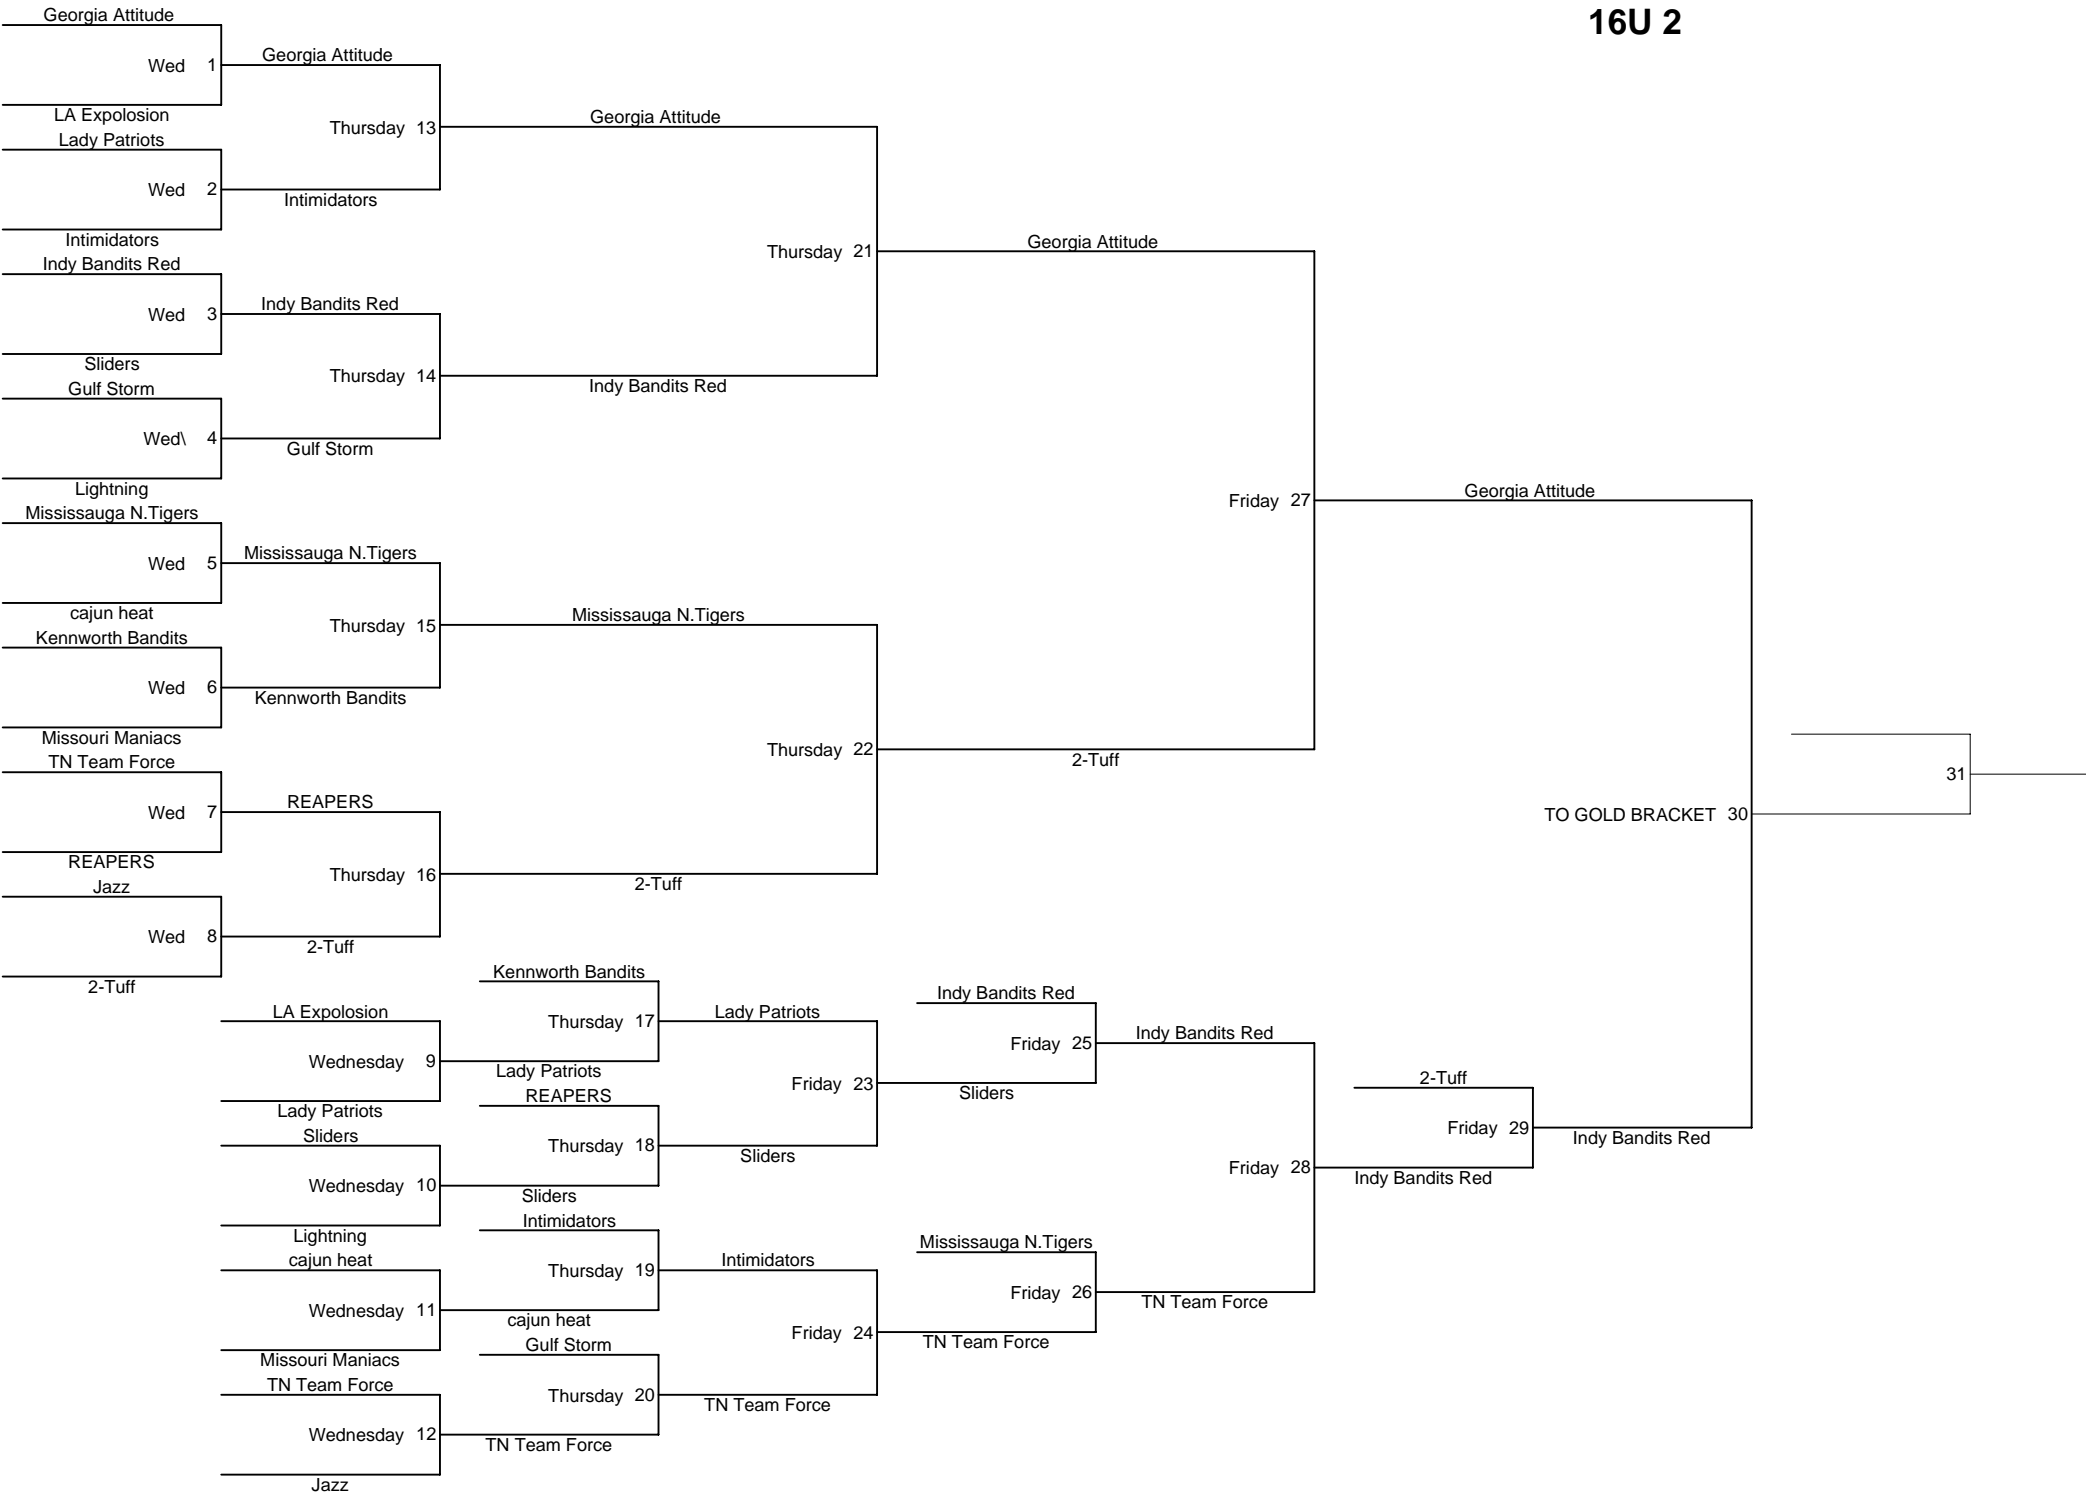 16U 2
Georgia Attitude
Wed 1
Georgia Attitude
LA Expolosion
Thursday 13
Georgia Attitude
Lady Patriots
Wed 2
Intimidators
Intimidators
Thursday 21
Georgia Attitude
Indy Bandits Red
Wed 3
Indy Bandits Red
Sliders
Thursday 14
Indy Bandits Red
Gulf Storm
Wed\ 4
Gulf Storm
Lightning
Friday 27
Georgia Attitude
Mississauga N.Tigers
Wed 5
Mississauga N.Tigers
cajun heat
Thursday 15
Mississauga N.Tigers
Kennworth Bandits
Wed 6
Kennworth Bandits
Missouri Maniacs
Thursday 22
2-Tuff
TN Team Force
Wed 7
REAPERS
REAPERS
Thursday 16
2-Tuff
Jazz
Wed 8
2-Tuff
2-Tuff
31
TO GOLD BRACKET 30
Kennworth Bandits
Thursday 17
Lady Patriots
LA Expolosion
Wednesday 9
Lady Patriots
Lady Patriots
Friday 23
Sliders
Indy Bandits Red
Friday 25
Indy Bandits Red
REAPERS
Thursday 18
Sliders
Sliders
Wednesday 10
Sliders
Lightning
2-Tuff
Friday 29
Indy Bandits Red
Friday 28
Indy Bandits Red
Intimidators
Thursday 19
Intimidators
cajun heat
Wednesday 11
cajun heat
Missouri Maniacs
Mississauga N.Tigers
Friday 26
TN Team Force
Friday 24
TN Team Force
Gulf Storm
Thursday 20
TN Team Force
TN Team Force
Wednesday 12
TN Team Force
Jazz